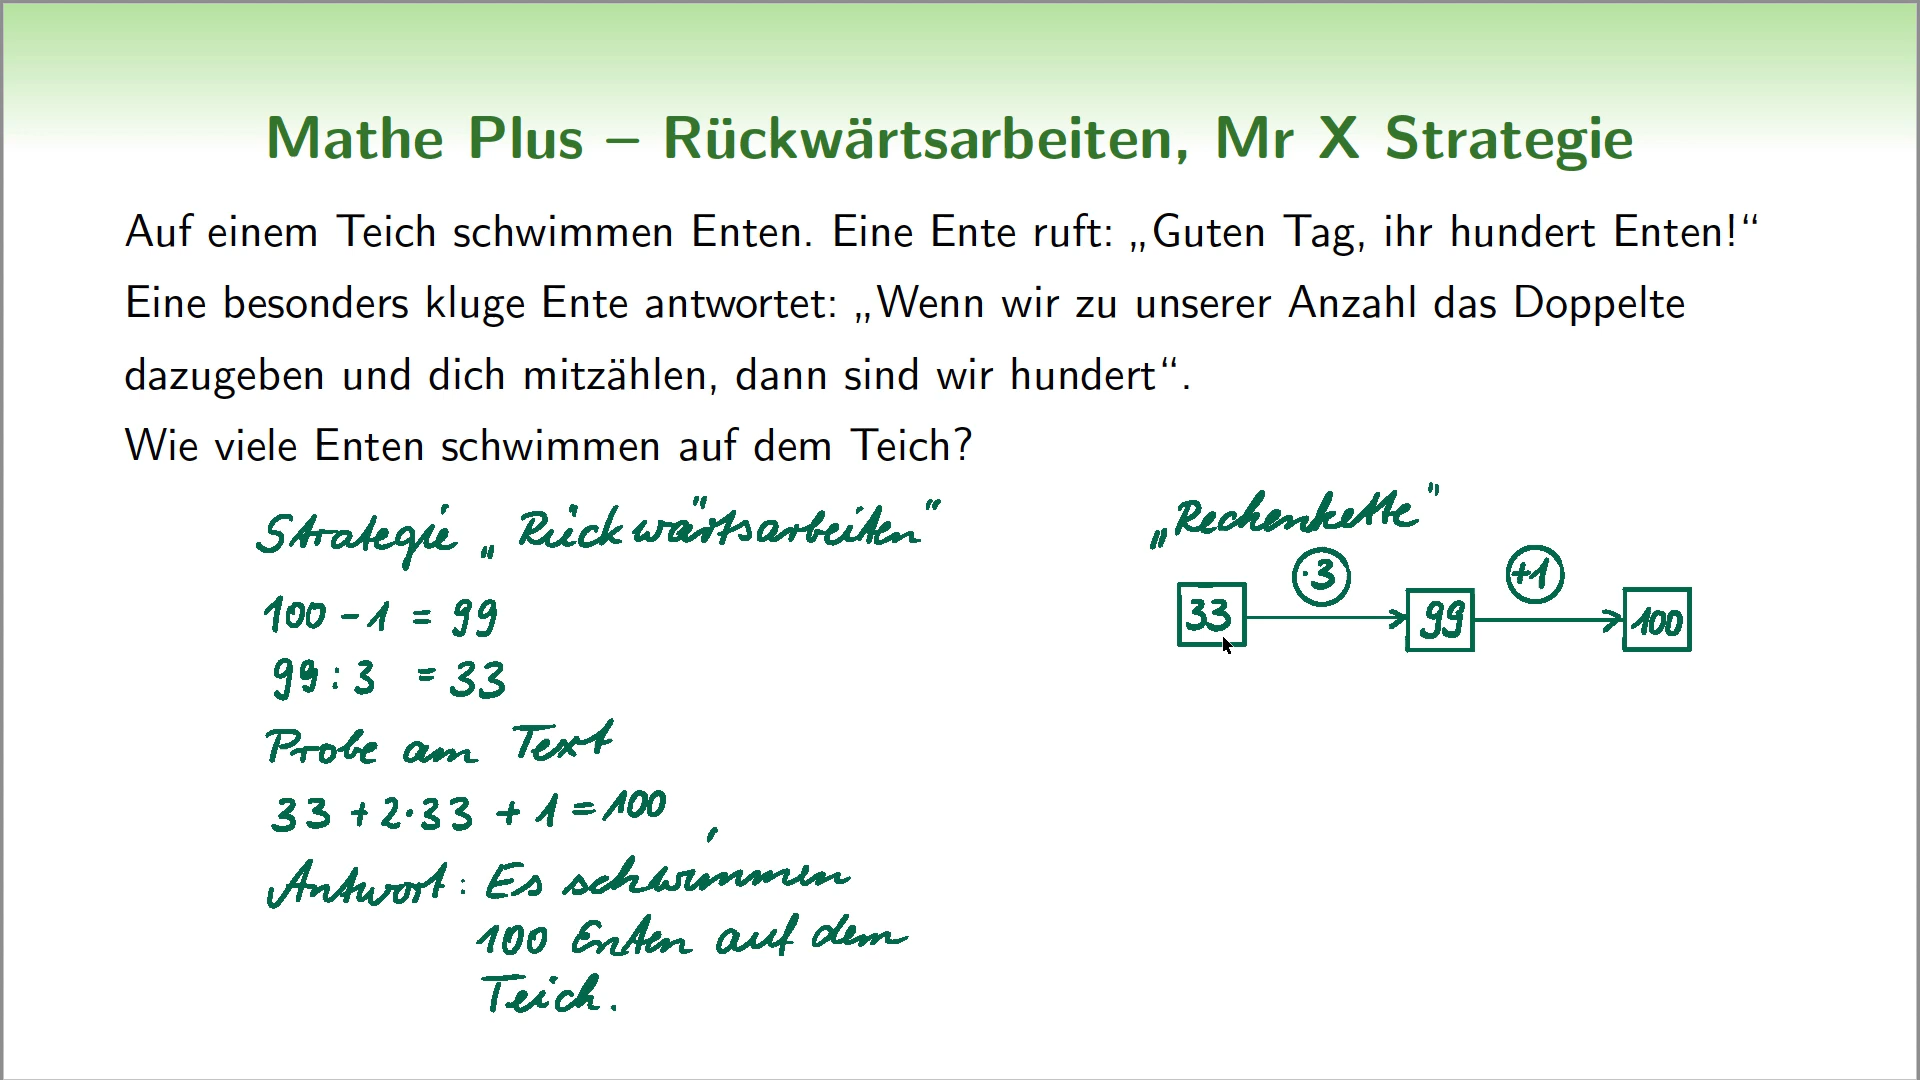 Mathe Plus – Rückwärtsarbeiten, Mr X Strategie
Auf einem Teich schwimmen Enten. Eine Ente ruft: „Guten Tag, ihr hundert Enten!“
Eine besonders kluge Ente antwortet: „Wenn wir zu unserer Anzahl das Doppelte
dazugeben und dich mitzählen, dann sind wir hundert“.
Wie viele Enten schwimmen auf dem Teich?
Strategie „Rückwärtsarbeiten“
100 - 1 = 99
99 : 3 = 33
Probe am Text
33 + 2·33 + 1 = 100
Antwort: Es schwimmen
100 Enten auf dem
Teich.
„Rechenkette“
·3 +1
33 99 100